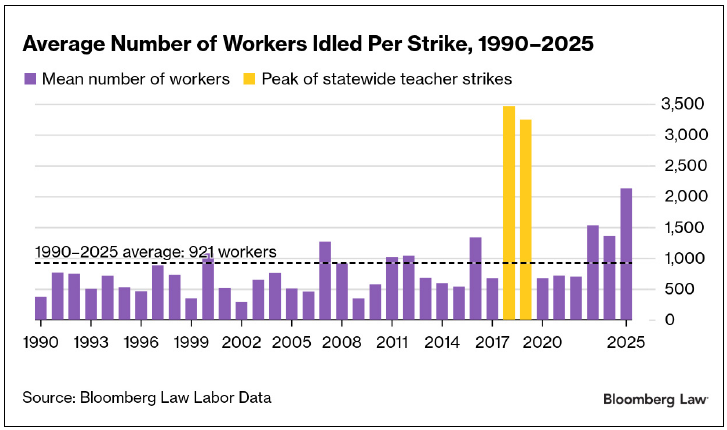 Average Number of Workers Idled Per Strike, 1990–2025
Mean number of workers Peak of statewide teacher strikes
3,500
3,000
2,500
2,000
1,500
1990–2025 average: 921 workers
1,000
500
0
1990 1993 1996 1999 2002 2005 2008 2011 2014 2017 2020 2025
Source: Bloomberg Law Labor Data
Bloomberg Law